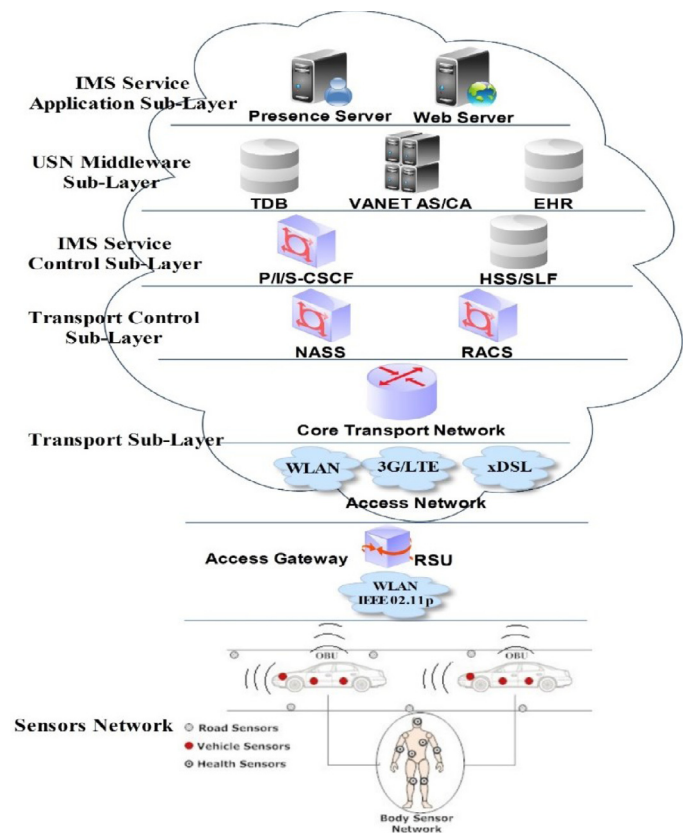 IMS Service
Application Sub-Layer
Presence Server
Web Server
USN Middleware
Sub-Layer
TDB
VANET AS/CA
EHR
IMS Service
Control Sub-Layer
P/I/S-CSCF
HSS/SLF
Transport Control
Sub-Layer
NASS
RACS
Core Transport Network
Transport Sub-Layer
WLAN
3G/LTE
xDSL
Access Network
Access Gateway
RSU
WLAN
IEEE 02.11p
OBU
OBU
Sensors Network
Road Sensors
Vehicle Sensors
Health Sensors
Body Sensor
Network